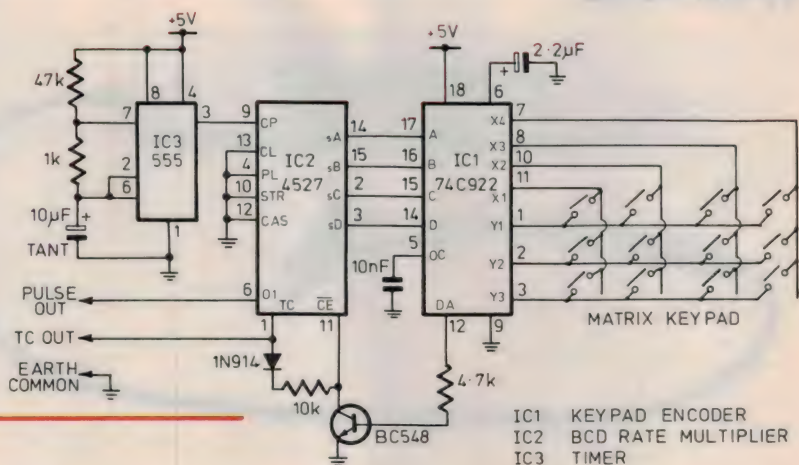 +5V
47k
1k
10µF
TANT
7
2
6
8
4
3
1
IC3
555
9
13
4
10
12
CP
CL
PL
STR
CAS
IC2
4527
sA
sB
sC
sD
14
15
2
3
6
O1
TC
CE
1
11
PULSE
OUT
TC OUT
EARTH
COMMON
1N914
10k
BC548
4.7k
+5V
2·2µF
18
6
17
16
15
14
5
A
B
C
D
OC
10nF
IC1
74C922
DA
12
9
X4
X3
X2
X1
Y1
Y2
Y3
7
8
10
11
1
2
3
MATRIX KEYPAD
IC1 KEYPAD ENCODER
IC2 BCD RATE MULTIPLIER
IC3 TIMER